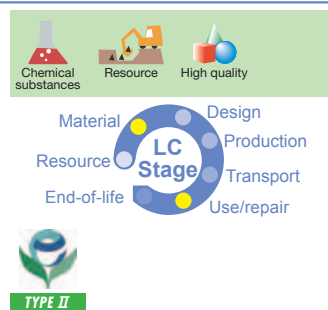 Chemical
substances
Resource
High quality
Material
Design
Production
LC
Stage
Resource
Transport
End-of-life
Use/repair
TYPE II